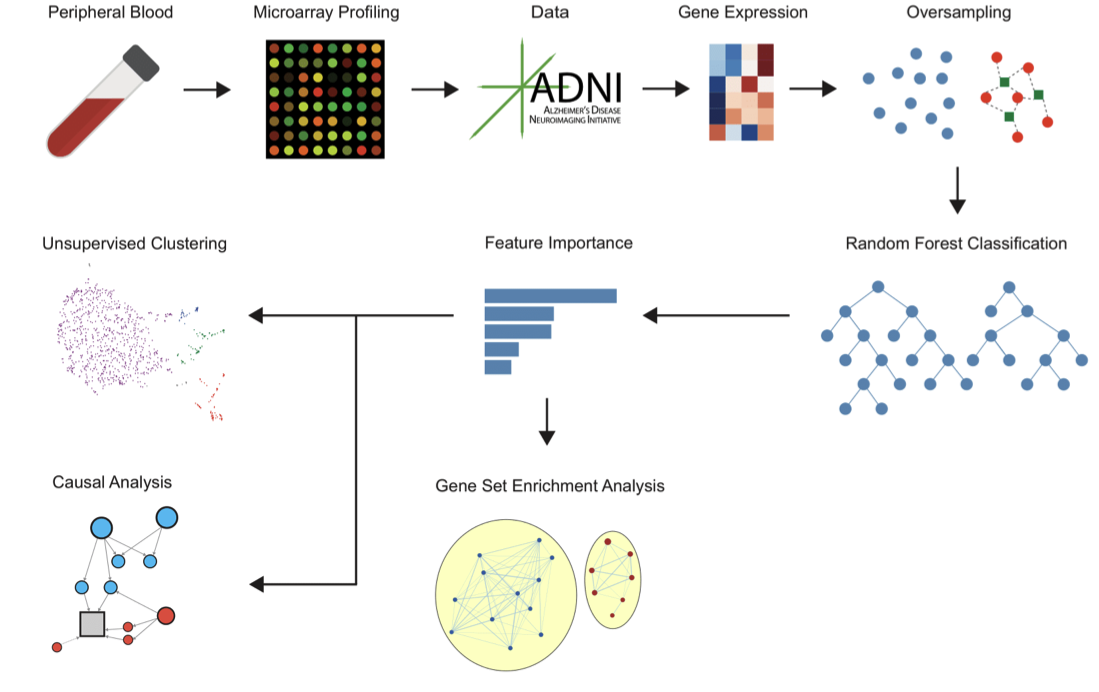 Peripheral Blood
Microarray Profiling
Data
Gene Expression
Oversampling
ADNI
ALZHEIMER'S DISEASE
NEUROIMAGING INITIATIVE
Unsupervised Clustering
Feature Importance
Random Forest Classification
Causal Analysis
Gene Set Enrichment Analysis